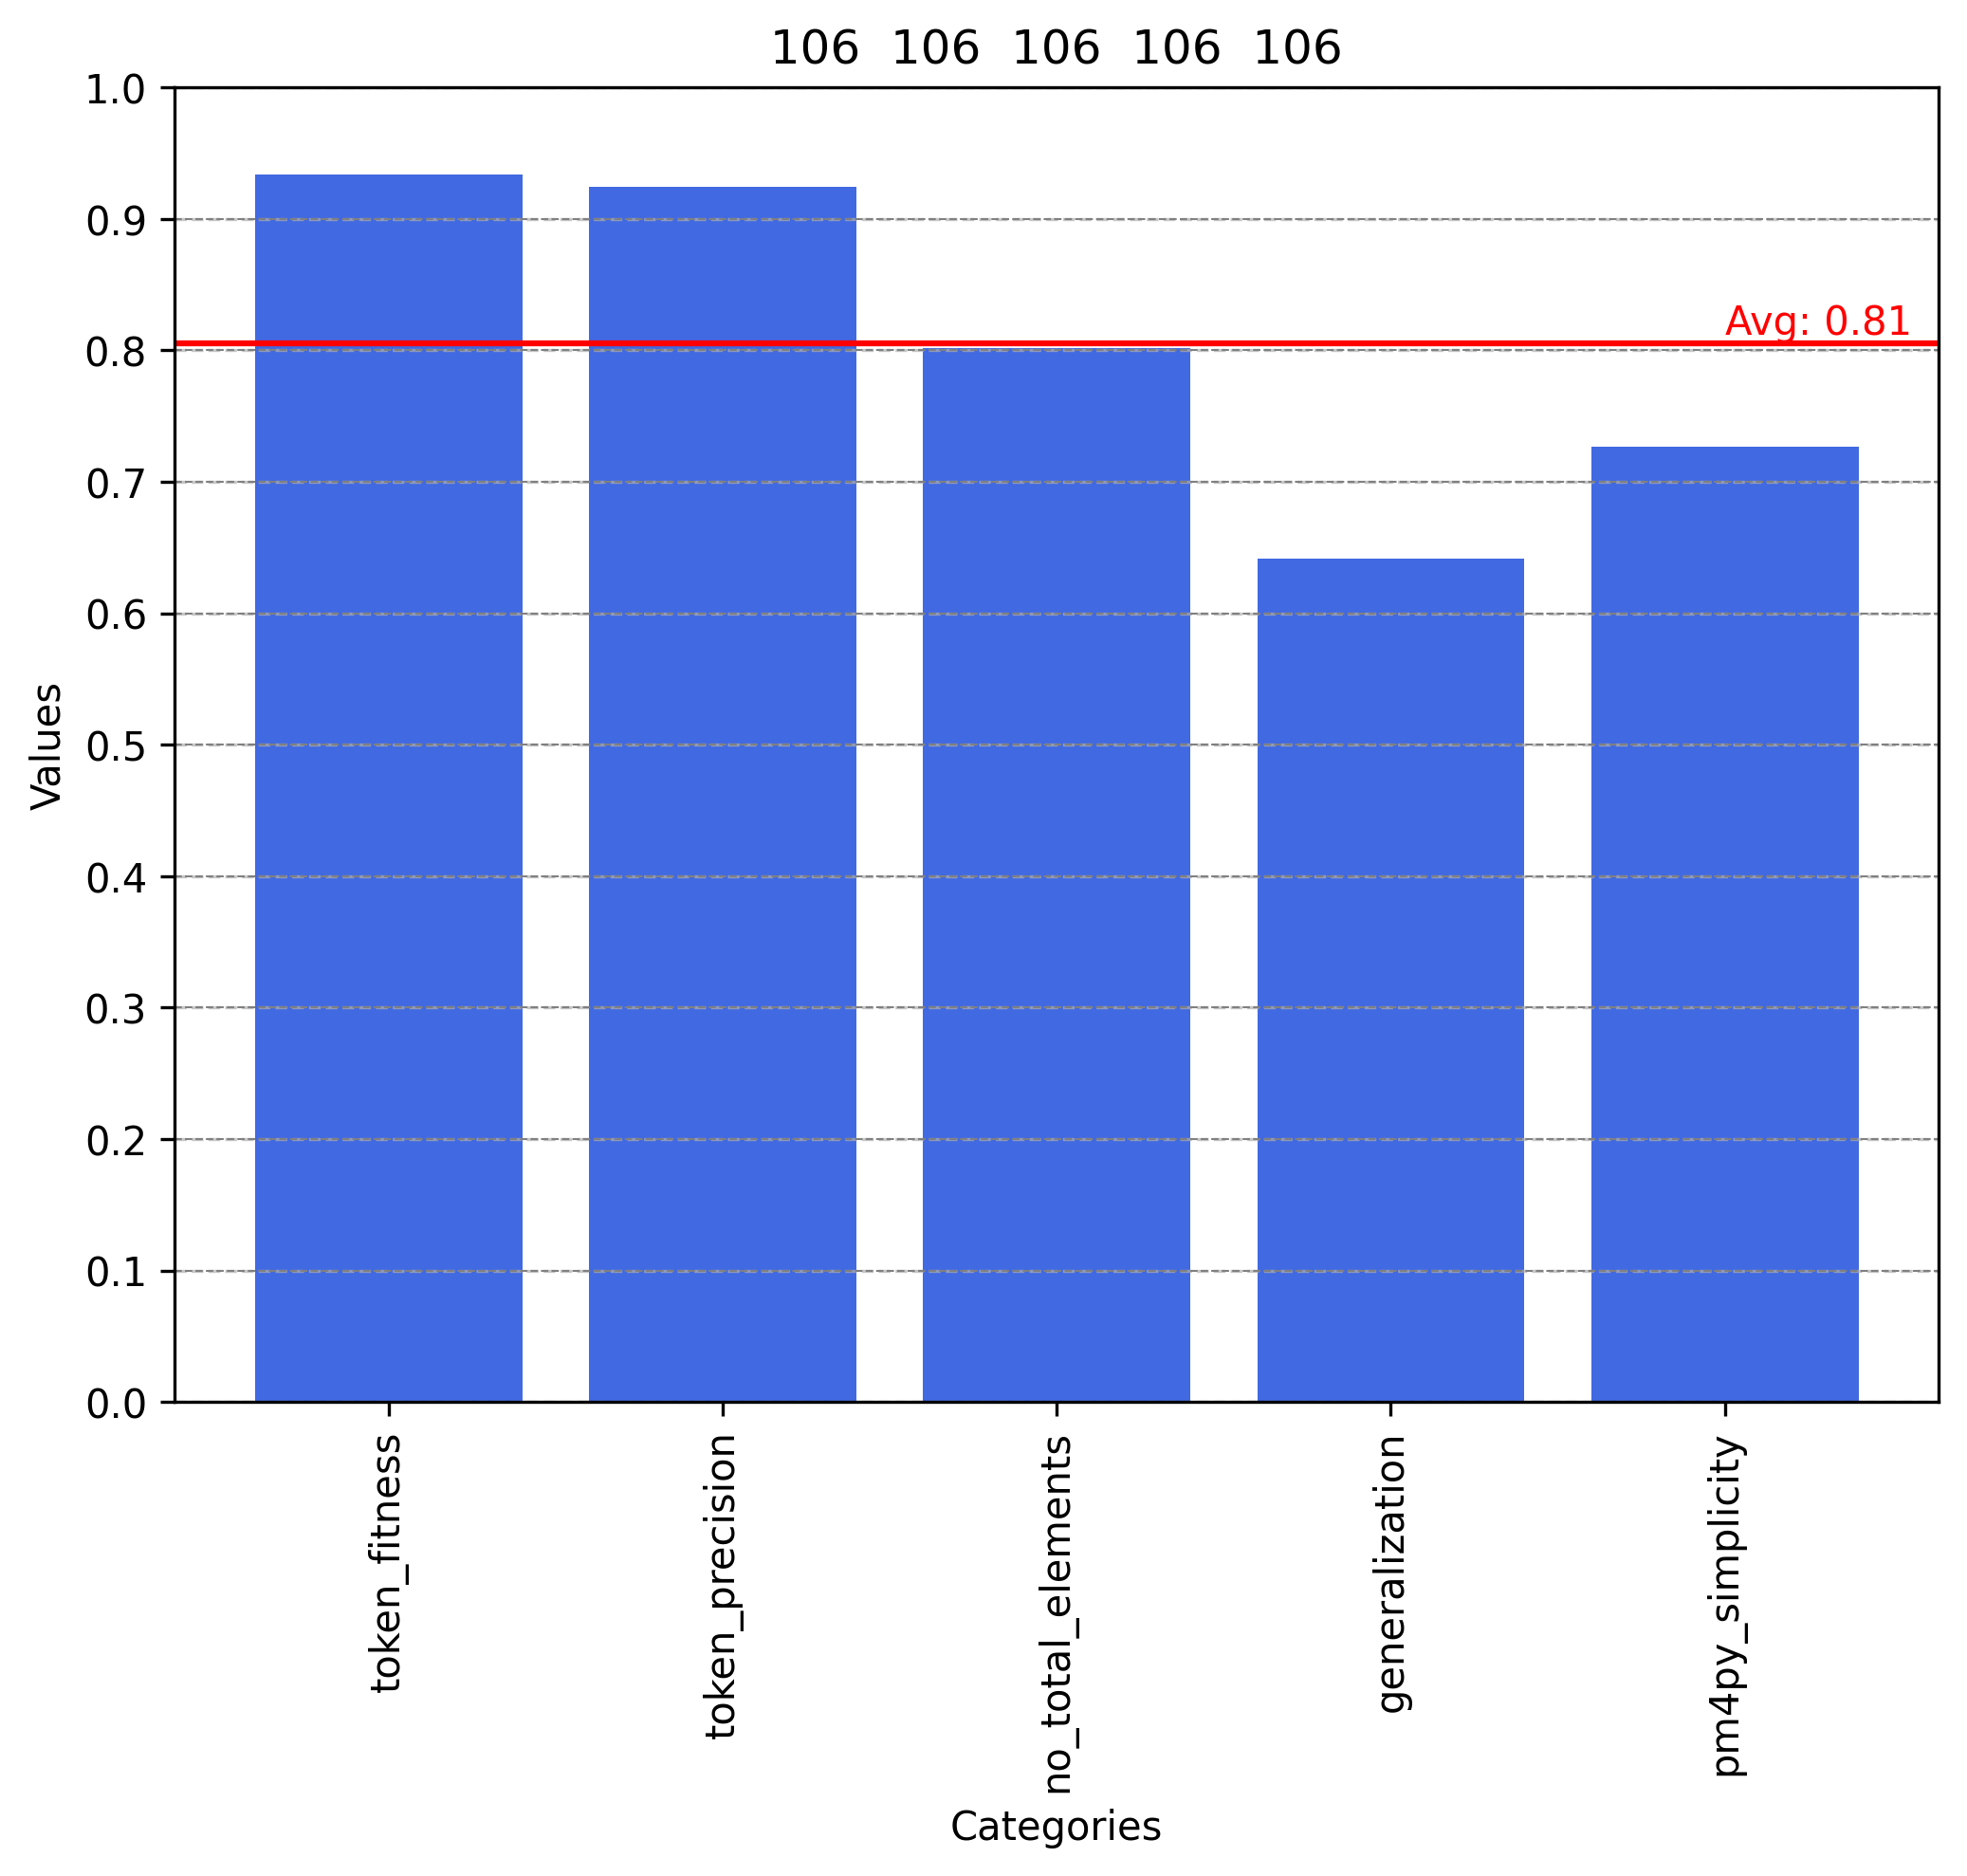 106 106 106 106 106
1.0
0.9
0.8
0.7
0.6
0.5
0.4
0.3
0.2
0.1
0.0
Values
Avg: 0.81
token_fitness
token_precision
no_total_elements
generalization
pm4py_simplicity
Categories